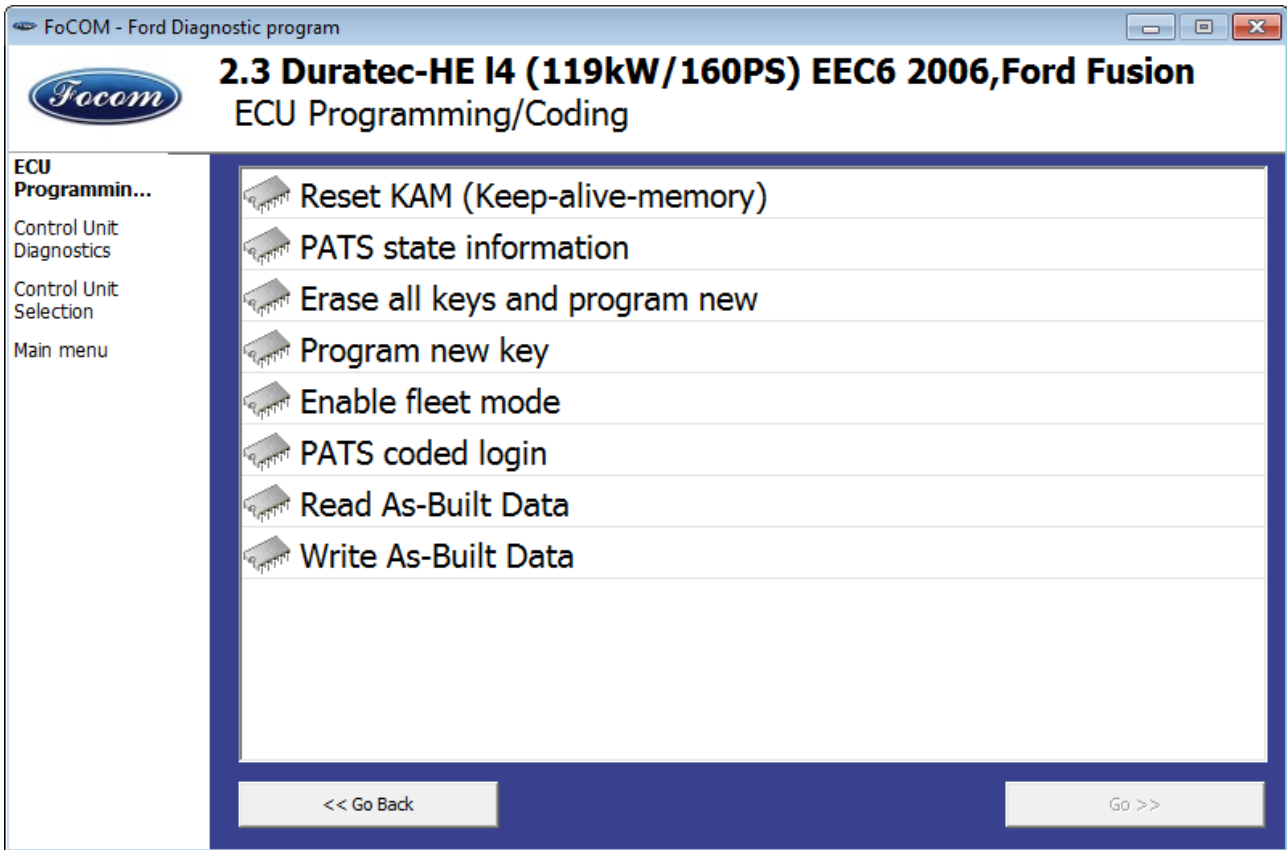 FoCOM - Ford Diagnostic program
Focom
2.3 Duratec-HE l4 (119kW/160PS) EEC6 2006,Ford Fusion
ECU Programming/Coding
ECU
Programmin...
Control Unit
Diagnostics
Control Unit
Selection
Main menu
Reset KAM (Keep-alive-memory)
PATS state information
Erase all keys and program new
Program new key
Enable fleet mode
PATS coded login
Read As-Built Data
Write As-Built Data
<< Go Back
Go >>